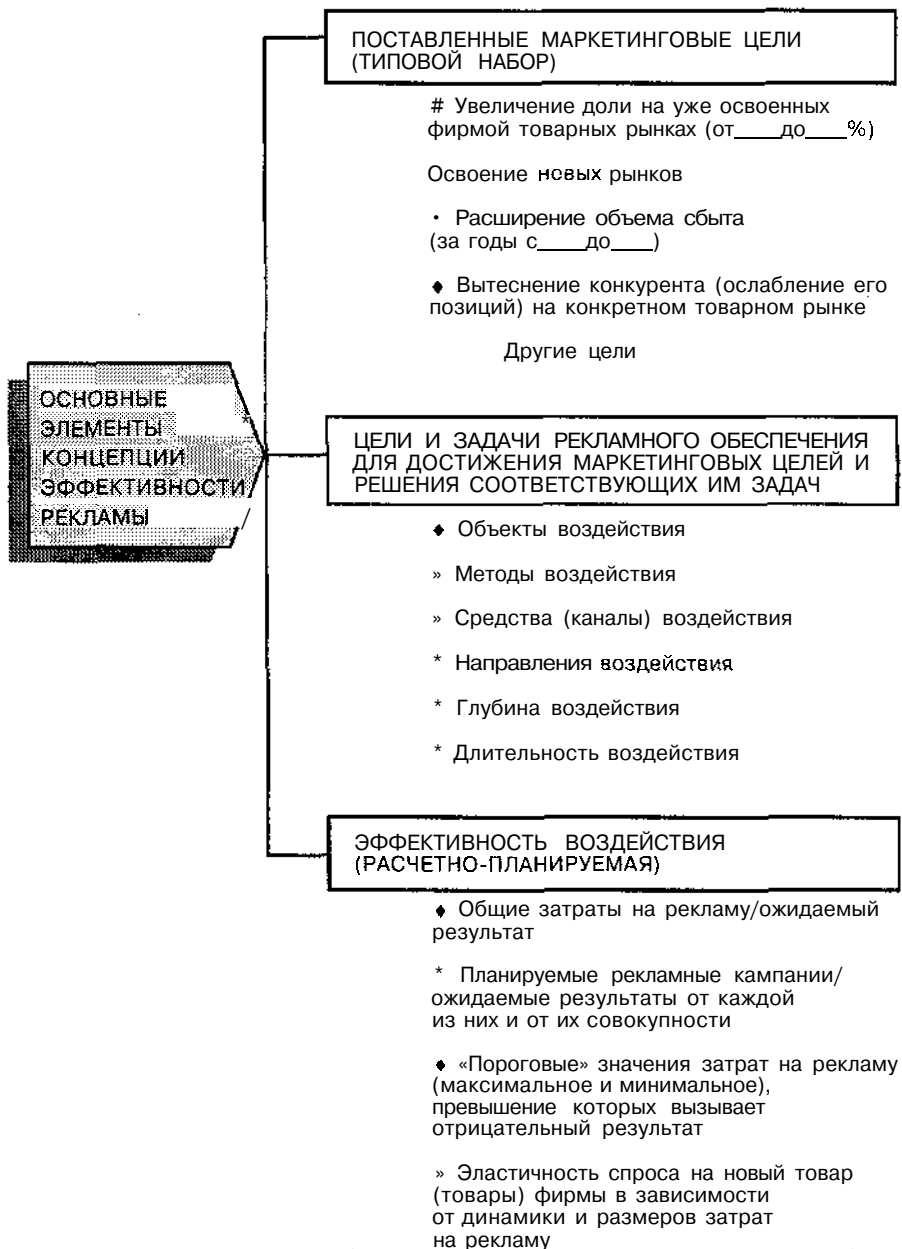 ПОСТАВЛЕННЫЕ МАРКЕТИНГОВЫЕ ЦЕЛИ
(ТИПОВОЙ НАБОР)
# Увеличение доли на уже освоенных
фирмой товарных рынках (от____до____%)
Освоение новых рынков
• Расширение объема сбыта
(за годы с____до____)
♦ Вытеснение конкурента (ослабление его
позиций) на конкретном товарном рынке
Другие цели
ОСНОВНЫЕ
ЭЛЕМЕНТЫ
КОНЦЕПЦИИ
ЭФФЕКТИВНОСТИ
РЕКЛАМЫ
ЦЕЛИ И ЗАДАЧИ РЕКЛАМНОГО ОБЕСПЕЧЕНИЯ
ДЛЯ ДОСТИЖЕНИЯ МАРКЕТИНГОВЫХ ЦЕЛЕЙ И
РЕШЕНИЯ СООТВЕТСТВУЮЩИХ ИМ ЗАДАЧ
♦ Объекты воздействия
» Методы воздействия
» Средства (каналы) воздействия
* Направления воздействия
* Глубина воздействия
* Длительность воздействия
ЭФФЕКТИВНОСТЬ ВОЗДЕЙСТВИЯ
(РАСЧЕТНО-ПЛАНИРУЕМАЯ)
♦ Общие затраты на рекламу/ожидаемый
результат
* Планируемые рекламные кампании/
ожидаемые результаты от каждой
из них и от их совокупности
♦ «Пороговые» значения затрат на рекламу
(максимальное и минимальное),
превышение которых вызывает
отрицательный результат
» Эластичность спроса на новый товар
(товары) фирмы в зависимости
от динамики и размеров затрат
на рекламу